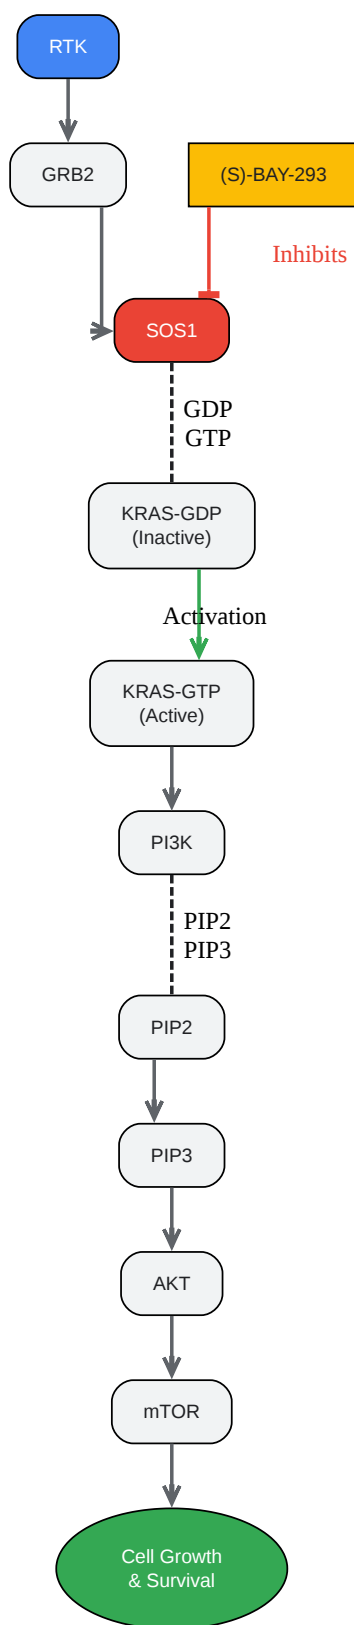 RTK
GRB2
(S)-BAY-293
Inhibits
SOS1
GDP
GTP
KRAS-GDP
(Inactive)
Activation
KRAS-GTP
(Active)
PI3K
PIP2
PIP3
PIP2
PIP3
AKT
mTOR
Cell Growth
& Survival